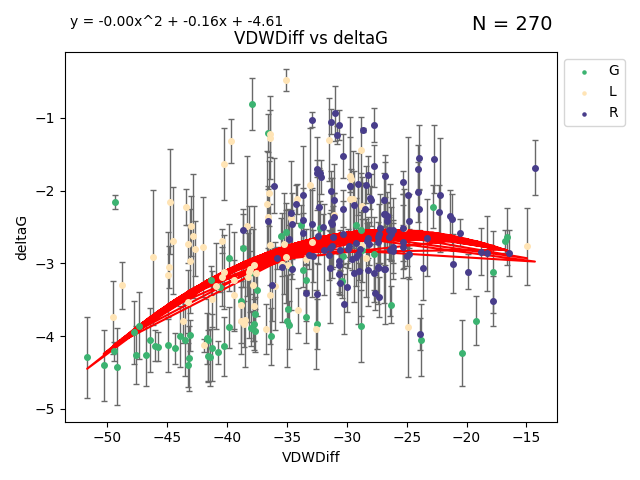 y = -0.00x^2 + -0.16x + -4.61
N = 270
VDWDiff vs deltaG
G
L
R
deltaG
−1
−2
−3
−4
−5
−50 −45 −40 −35 −30 −25 −20 −15
VDWDiff